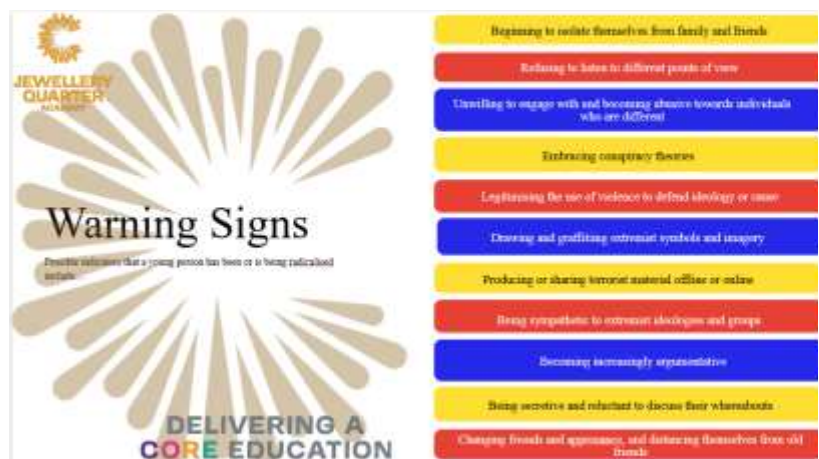 JEWELLERY
QUARTER
ACADEMY
Warning Signs
Possible indicators that a young person has been or is being radicalised
include:
DELIVERING A
CORE EDUCATION
Beginning to isolate themselves from family and friends
Refusing to listen to different points of view
Unwilling to engage with and becoming abusive towards individuals
who are different
Embracing conspiracy theories
Legitimising the use of violence to defend ideology or cause
Drawing and graffitiing extremist symbols and imagery
Producing or sharing terrorist material offline or online
Being sympathetic to extremist ideologies and groups
Becoming increasingly argumentative
Being secretive and reluctant to discuss their whereabouts
Changing friends and appearance, and distancing themselves from old
friends